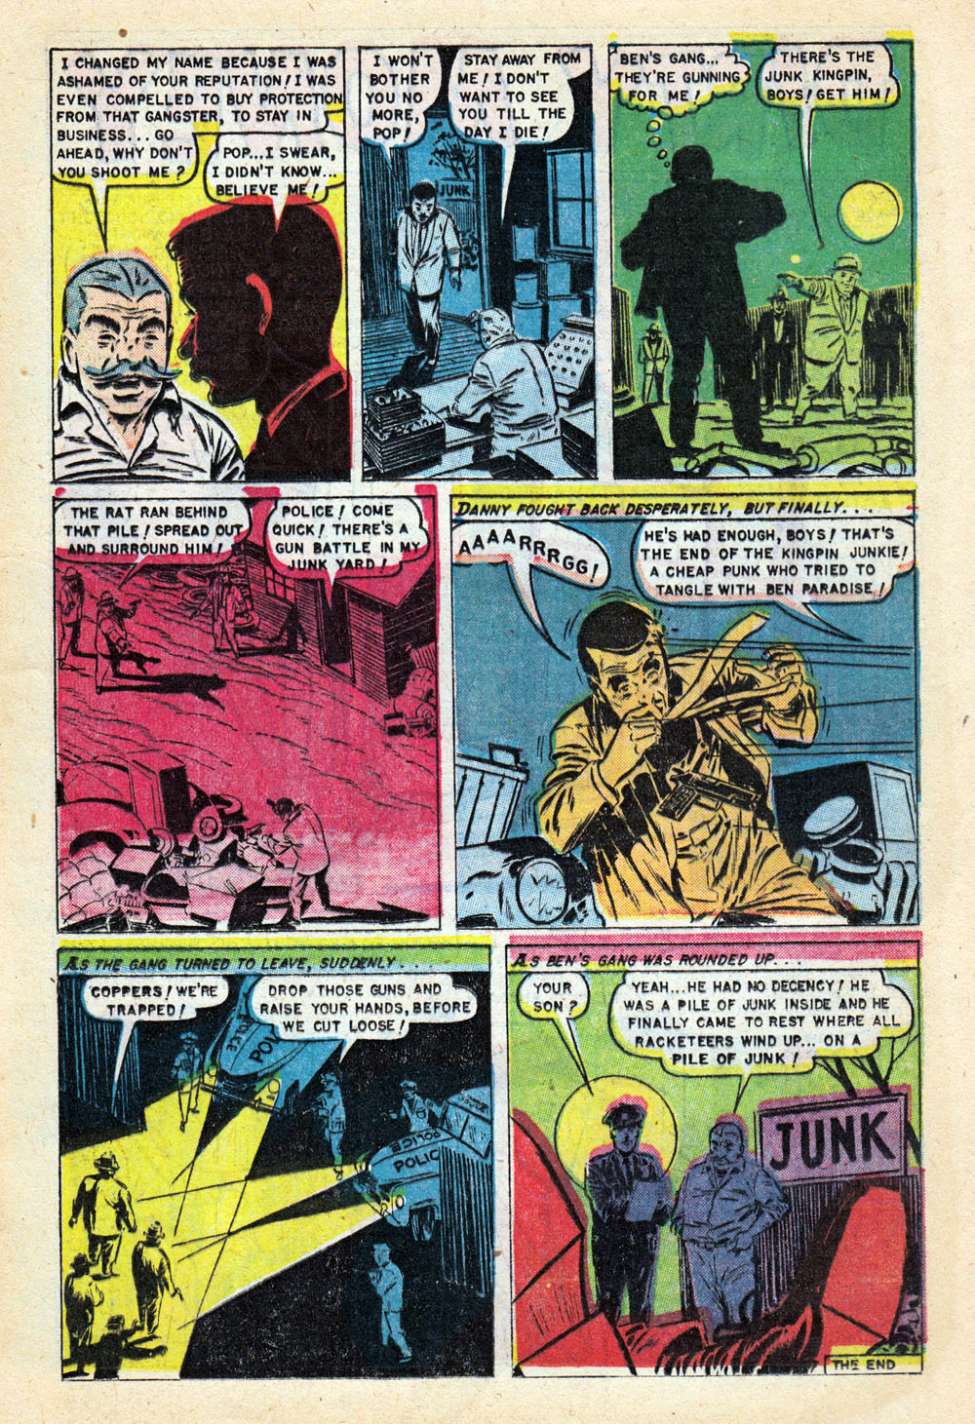 I CHANGED MY NAME BECAUSE I WAS
ASHAMED OF YOUR REPUTATION! I WAS
EVEN COMPELLED TO BUY PROTECTION
FROM THAT GANGSTER, TO STAY IN
BUSINESS... GO
AHEAD, WHY DON'T
YOU SHOOT ME?
POP...I SWEAR,
I DIDN'T KNOW...
BELIEVE ME!
I WON'T
BOTHER
YOU NO
MORE,
POP!
STAY AWAY FROM
ME! I DON'T
WANT TO SEE
YOU TILL THE
DAY I DIE!
JUNK
BEN'S GANG...
THEY'RE GUNNING
FOR ME!
THERE'S THE
JUNK KINGPIN,
BOYS! GET HIM!
THE RAT RAN BEHIND
THAT PILE! SPREAD OUT
AND SURROUND HIM!
POLICE! COME
QUICK! THERE'S A
GUN BATTLE IN MY
JUNK YARD!
DANNY FOUGHT BACK DESPERATELY, BUT FINALLY...
AAAARRRGG!
HE'S HAD ENOUGH, BOYS! THAT'S
THE END OF THE KINGPIN JUNKIE!
A CHEAP PUNK WHO TRIED TO
TANGLE WITH BEN PARADISE!
AS THE GANG TURNED TO LEAVE, SUDDENLY...
COPPERS! WE'RE
TRAPPED!
DROP THOSE GUNS AND
RAISE YOUR HANDS, BEFORE
WE CUT LOOSE!
POLICE
POLIC
AS BEN'S GANG WAS ROUNDED UP...
YOUR
SON?
YEAH...HE HAD NO DECENCY! HE
WAS A PILE OF JUNK INSIDE AND HE
FINALLY CAME TO REST WHERE ALL
RACKETEERS WIND UP... ON A
PILE OF JUNK!
JUNK
THE END